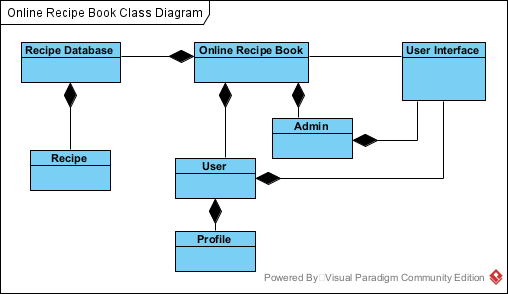 Online Recipe Book Class Diagram
Recipe Database
Online Recipe Book
User Interface
Admin
Recipe
User
Profile
Powered By Visual Paradigm Community Edition